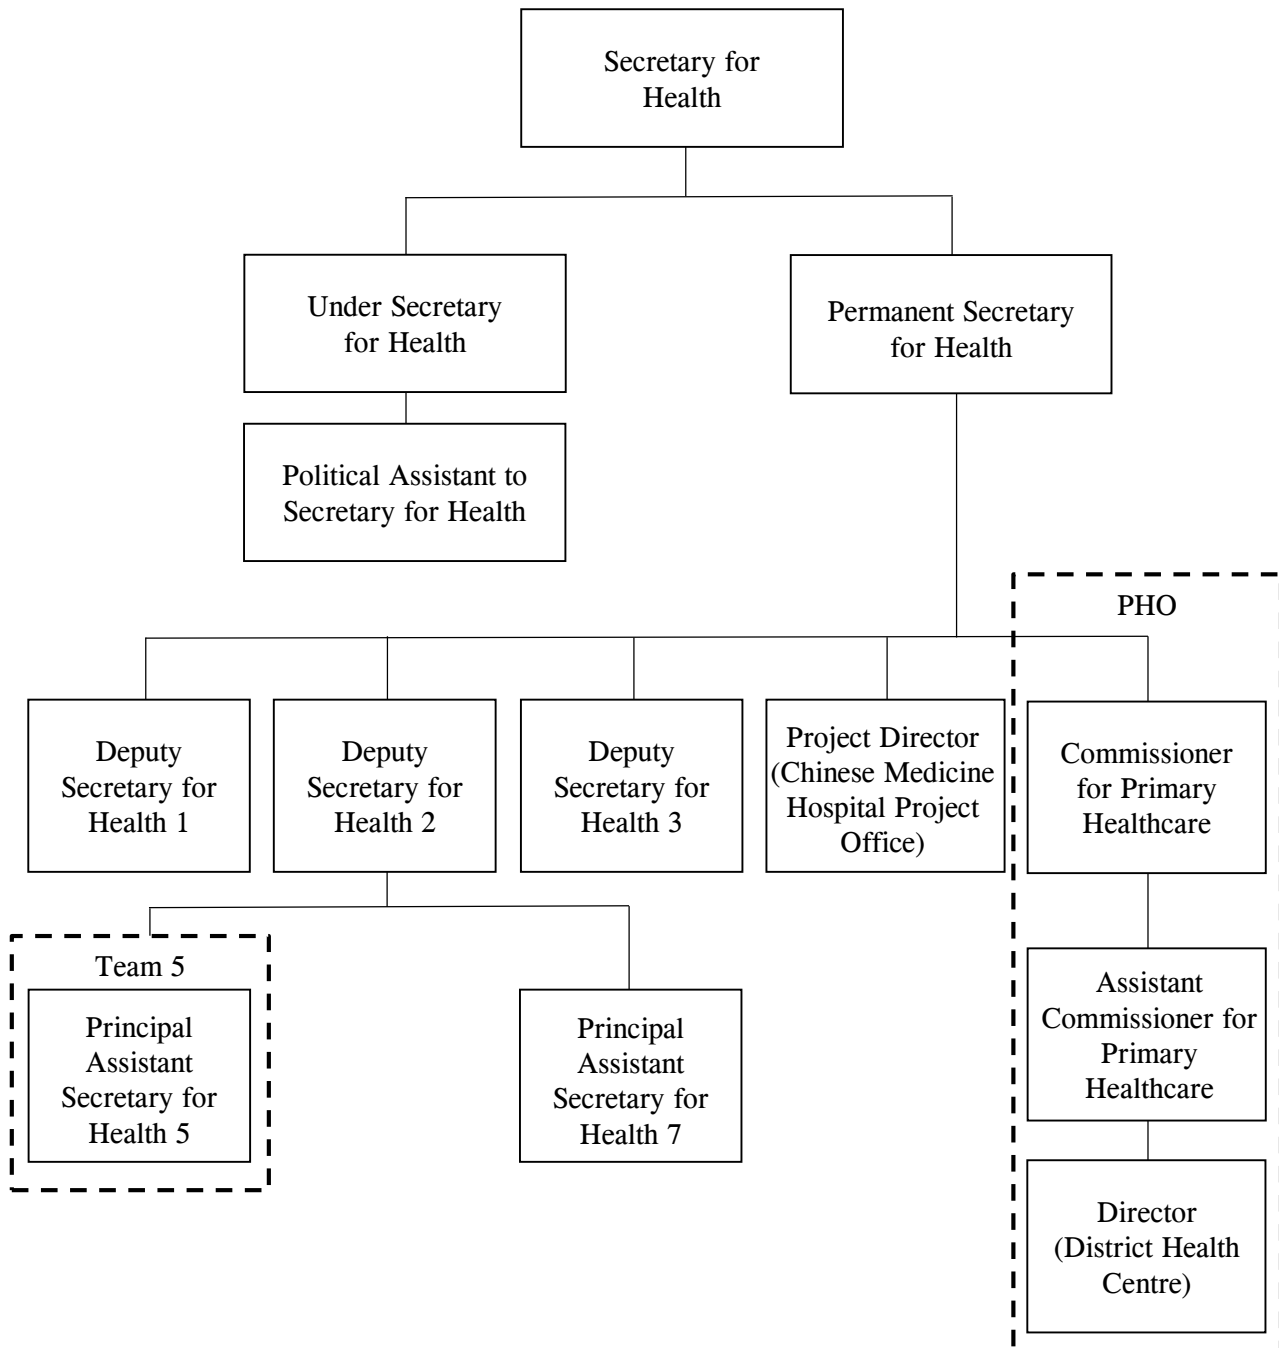 Secretary for
Health
Under Secretary
for Health
Permanent Secretary
for Health
Political Assistant to
Secretary for Health
PHO
Deputy
Secretary for
Health 1
Deputy
Secretary for
Health 2
Deputy
Secretary for
Health 3
Project Director
(Chinese Medicine
Hospital Project
Office)
Commissioner
for Primary
Healthcare
Team 5
Principal
Assistant
Secretary for
Health 5
Principal
Assistant
Secretary for
Health 7
Assistant
Commissioner for
Primary
Healthcare
Director
(District Health
Centre)